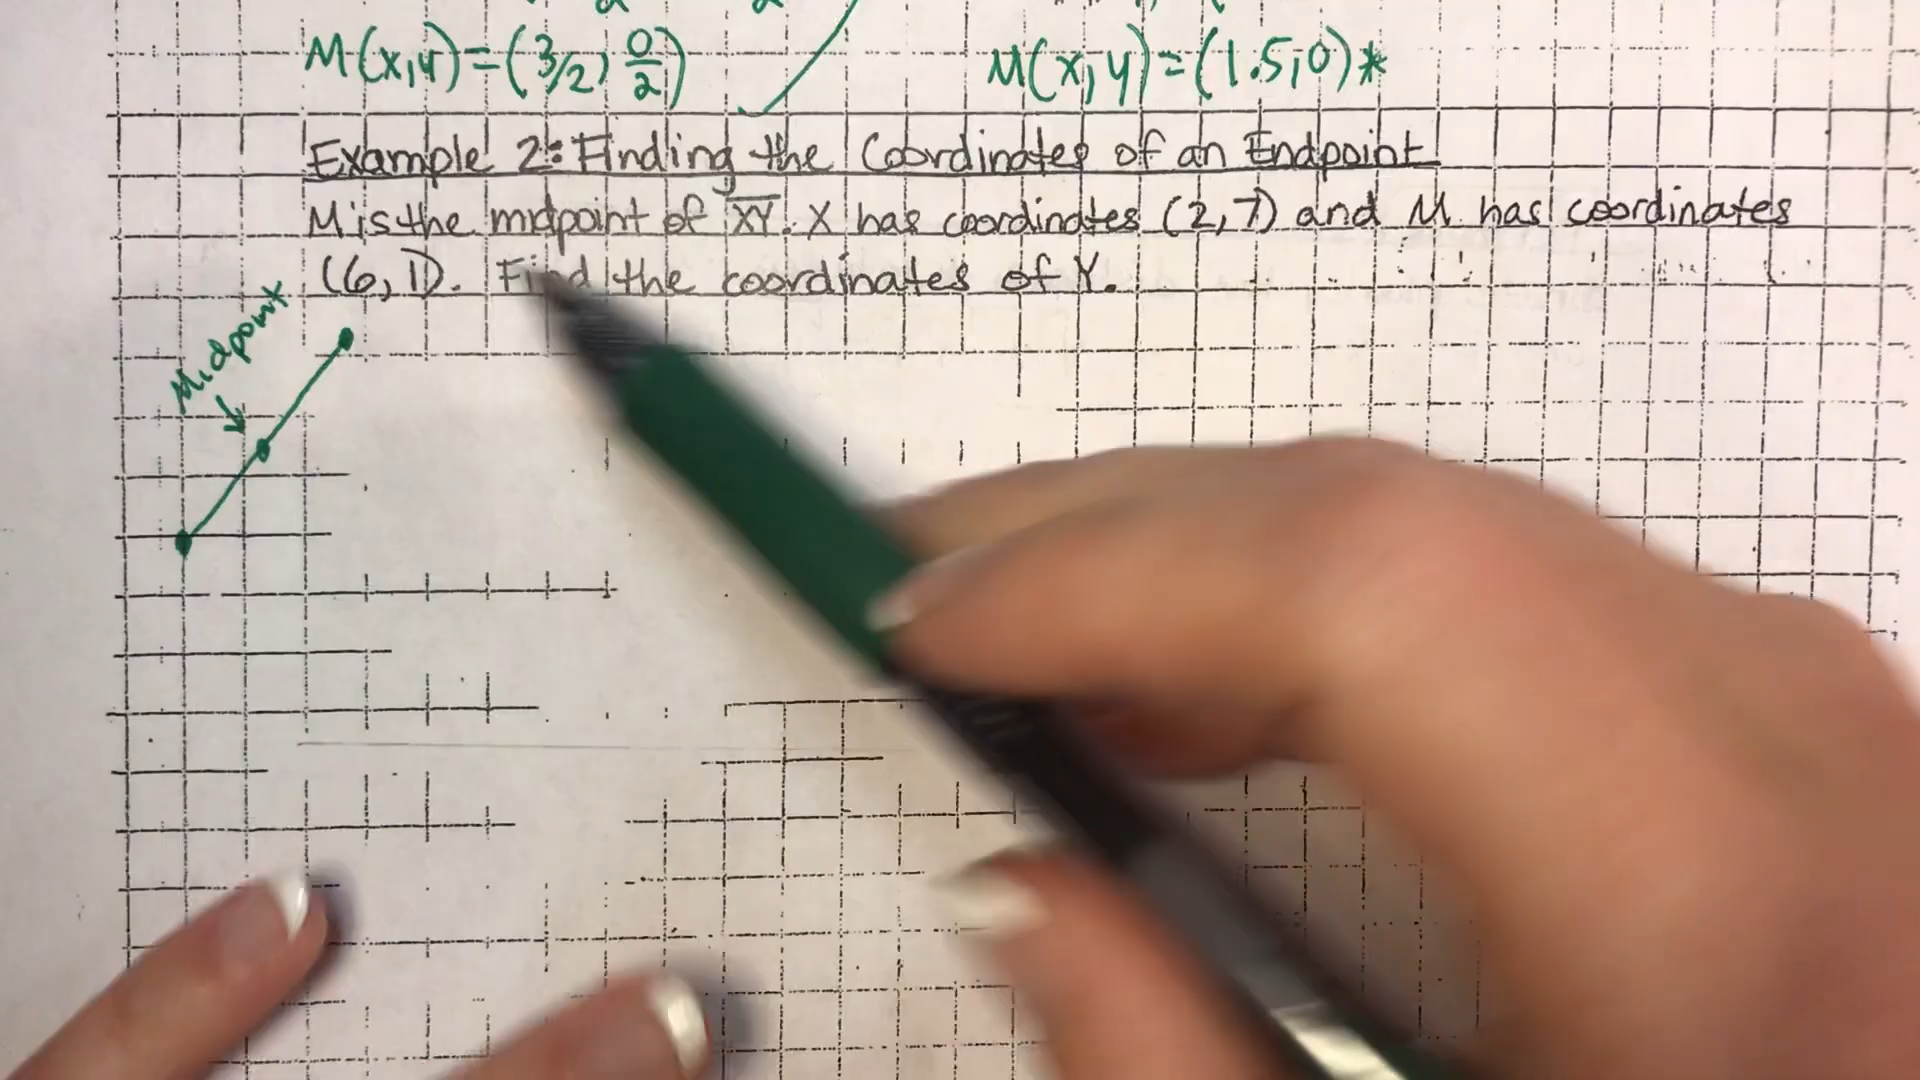 M(x,y)=(3/2, 0/2) M(x,y)=(1.5,0)*
Example 2: Finding the Coordinates of an Endpoint
M is the midpoint of XY. X has coordinates (2,7) and M has coordinates
(6,1). Find the coordinates of Y.
Midpoint